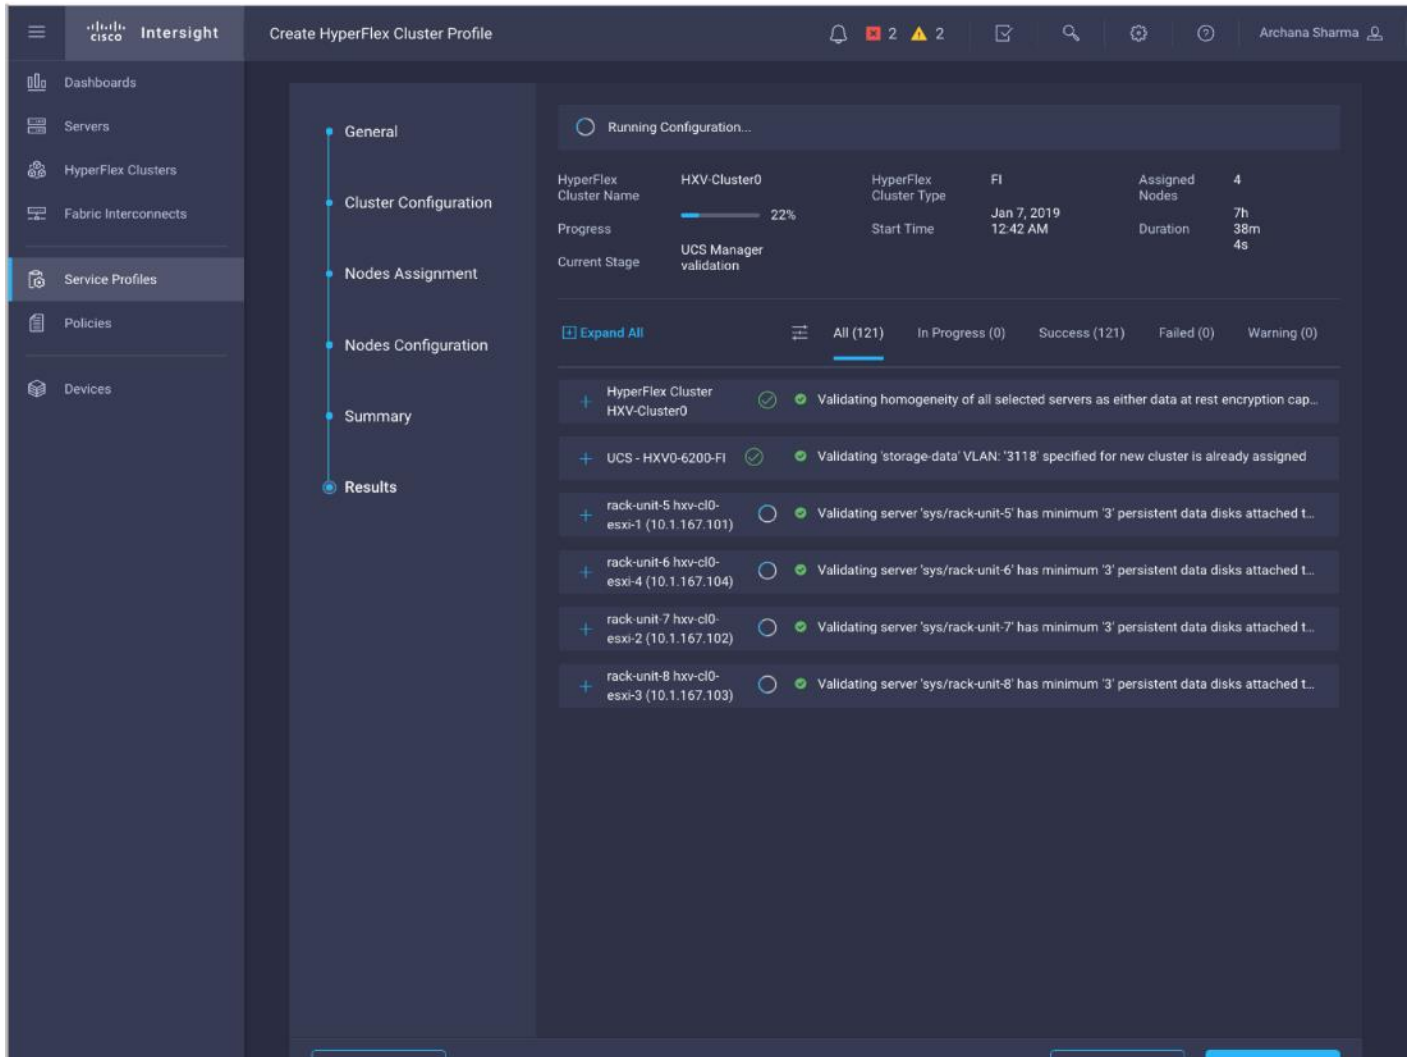 cisco Intersight
Create HyperFlex Cluster Profile
2
2
Archana Sharma
Dashboards
Servers
HyperFlex Clusters
Fabric Interconnects
Service Profiles
Policies
Devices
General
Cluster Configuration
Nodes Assignment
Nodes Configuration
Summary
Results
Running Configuration...
HyperFlex
Cluster Name
HXV-Cluster0
Progress
22%
Current Stage
UCS Manager
validation
HyperFlex
Cluster Type
FI
Start Time
Jan 7, 2019
12:42 AM
Assigned
Nodes
4
Duration
7h
38m
4s
Expand All
All (121)
In Progress (0)
Success (121)
Failed (0)
Warning (0)
HyperFlex Cluster
HXV-Cluster0
Validating homogeneity of all selected servers as either data at rest encryption cap...
UCS - HXV0-6200-FI
Validating 'storage-data' VLAN: '3118' specified for new cluster is already assigned
rack-unit-5 hxv-cl0-
esxi-1 (10.1.167.101)
Validating server 'sys/rack-unit-5' has minimum '3' persistent data disks attached t...
rack-unit-6 hxv-cl0-
esxi-4 (10.1.167.104)
Validating server 'sys/rack-unit-6' has minimum '3' persistent data disks attached t...
rack-unit-7 hxv-cl0-
esxi-2 (10.1.167.102)
Validating server 'sys/rack-unit-7' has minimum '3' persistent data disks attached t...
rack-unit-8 hxv-cl0-
esxi-3 (10.1.167.103)
Validating server 'sys/rack-unit-8' has minimum '3' persistent data disks attached t...